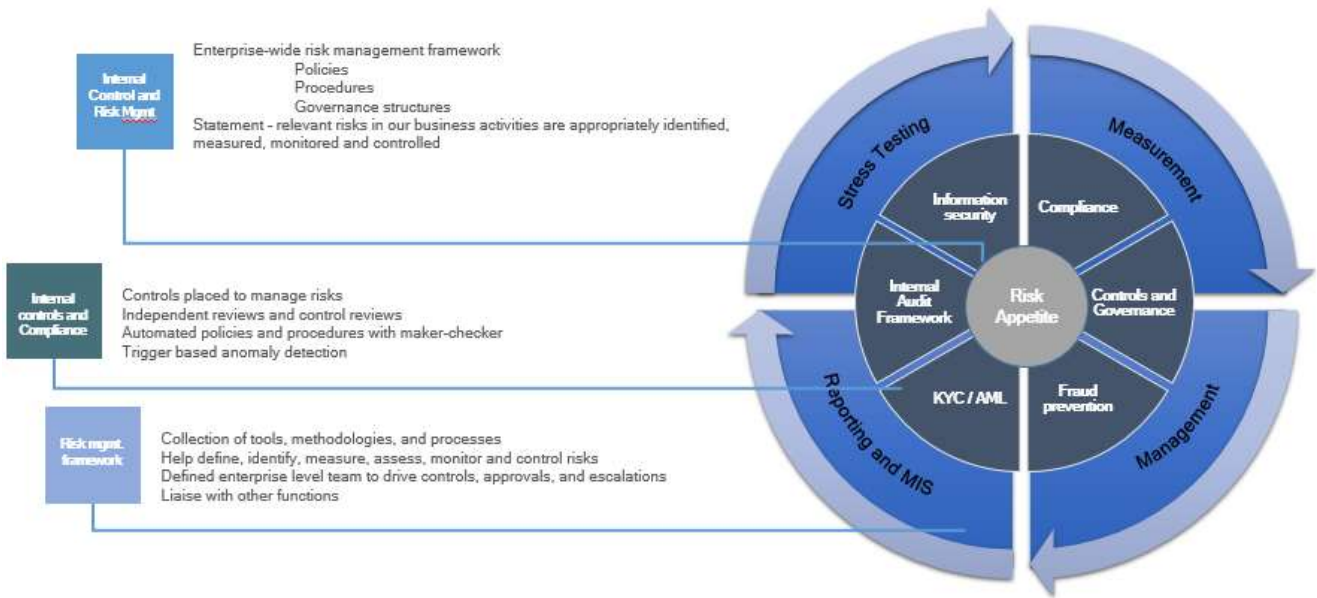 Internal
Control and
Risk Mgmt
Enterprise-wide risk management framework
Policies
Procedures
Governance structures
Statement - relevant risks in our business activities are appropriately identified,
measured, monitored and controlled
Internal
controls and
Compliance
Controls placed to manage risks
Independent reviews and control reviews
Automated policies and procedures with maker-checker
Trigger based anomaly detection
Risk mgmt.
framework
Collection of tools, methodologies, and processes
Help define, identify, measure, assess, monitor and control risks
Defined enterprise level team to drive controls, approvals, and escalations
Liaise with other functions
Stress Testing
Measurement
Management
Reporting and MIS
Information
security
Compliance
Controls and
Governance
Fraud
prevention
KYC / AML
Internal
Audit
Framework
Risk
Appetite